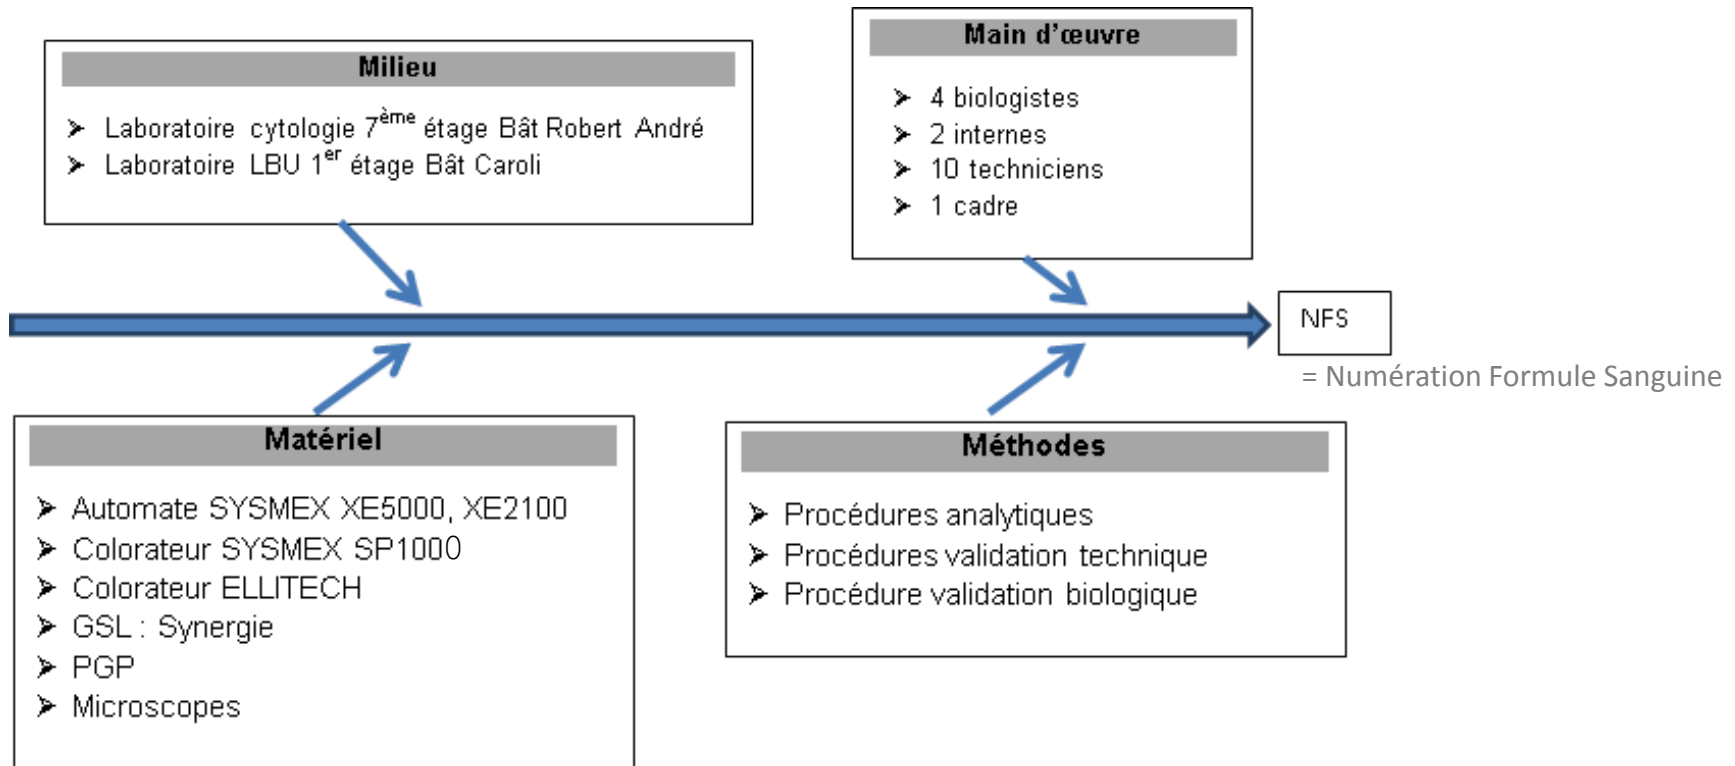 Milieu
➤ Laboratoire cytologie 7ème étage Bât Robert André
➤ Laboratoire LBU 1er étage Bât Caroli
Main d'œuvre
➤ 4 biologistes
➤ 2 internes
➤ 10 techniciens
➤ 1 cadre
NFS
= Numération Formule Sanguine
Matériel
➤ Automate SYSMEX XE5000, XE2100
➤ Colorateur SYSMEX SP1000
➤ Colorateur ELLITECH
➤ GSL : Synergie
➤ PGP
➤ Microscopes
Méthodes
➤ Procédures analytiques
➤ Procédures validation technique
➤ Procédure validation biologique